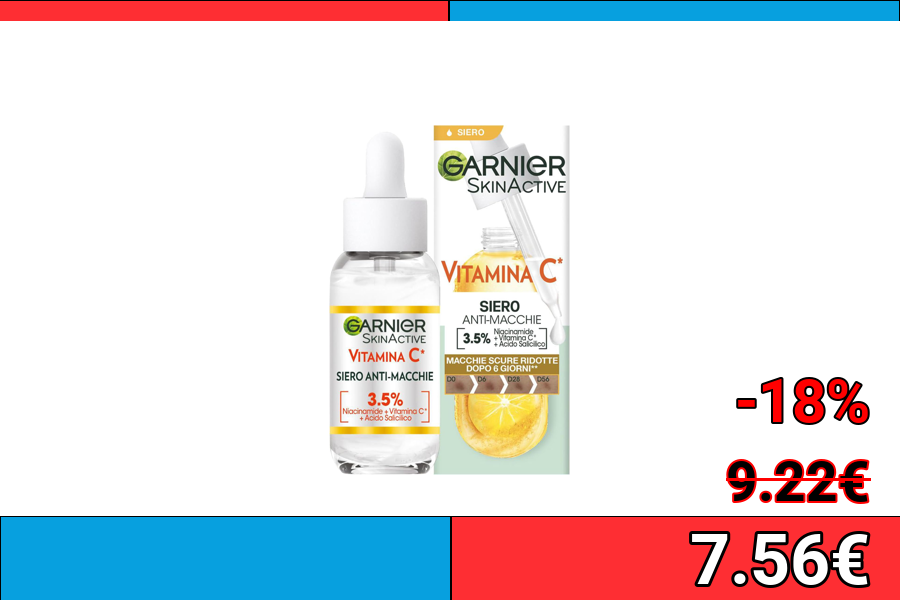 SIERO
GARNIER
SKINACTIVE
VITAMINA C*
SIERO
ANTI-MACCHIE
3.5% Niacinamide
+ Vitamina C*
+ Acido Salicilico
MACCHIE SCURE RIDOTTE
DOPO 6 GIORNI**
D0 D6 D28 D56
GARNIER
SKINACTIVE
VITAMINA C*
SIERO ANTI-MACCHIE
3.5%
Niacinamide + Vitamina C*
+ Acido Salicilico
-18%
9.22€
7.56€